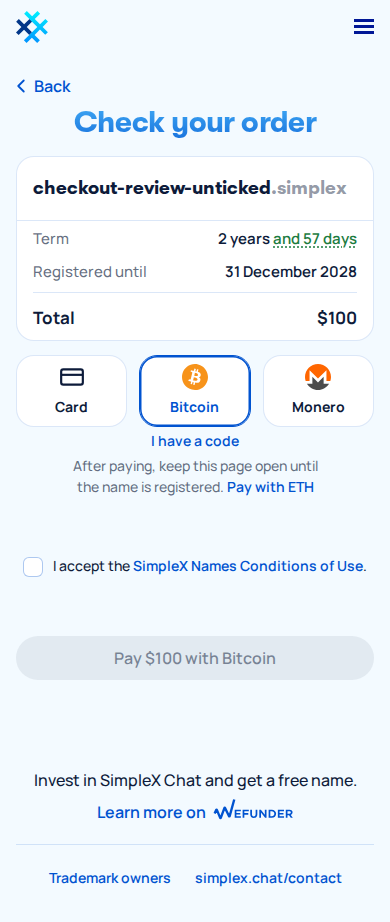 Back
Check your order
checkout-review-unticked.simplex
Term 2 years and 57 days
Registered until 31 December 2028
Total $100
Card Bitcoin Monero
I have a code
After paying, keep this page open until
the name is registered. Pay with ETH
I accept the SimpleX Names Conditions of Use.
Pay $100 with Bitcoin
Invest in SimpleX Chat and get a free name.
Learn more on WEFUNDER
Trademark owners simplex.chat/contact